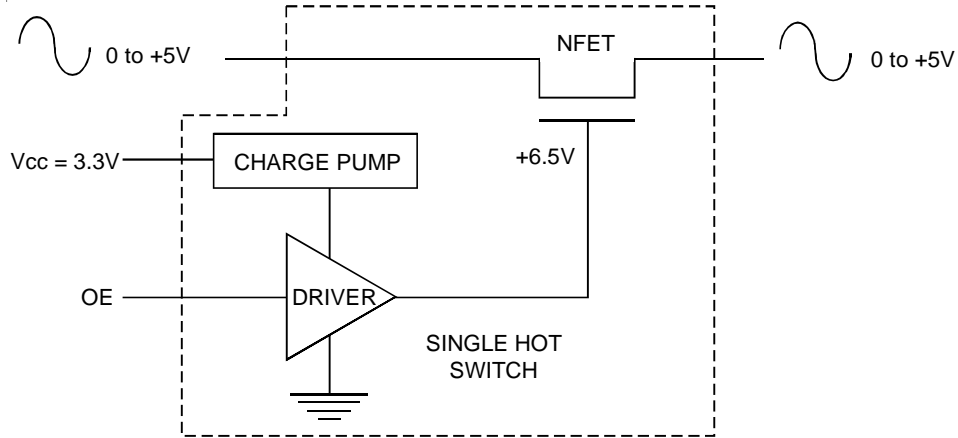 0 to +5V
NFET
0 to +5V
Vcc = 3.3V
CHARGE PUMP
+6.5V
OE
DRIVER
SINGLE HOT
SWITCH